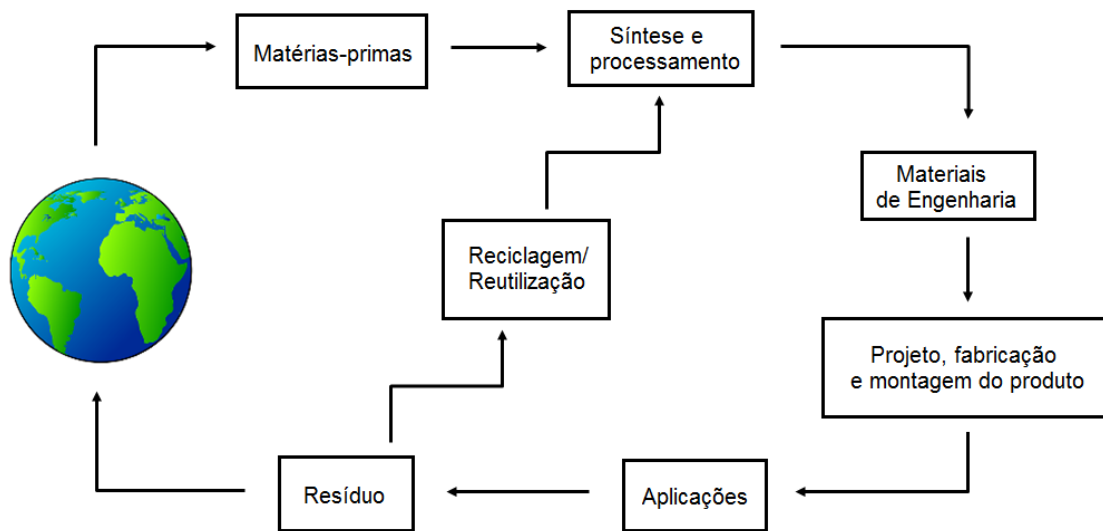 Matérias-primas
Síntese e
processamento
Materiais
de Engenharia
Reciclagem/
Reutilização
Projeto, fabricação
e montagem do produto
Resíduo
Aplicações